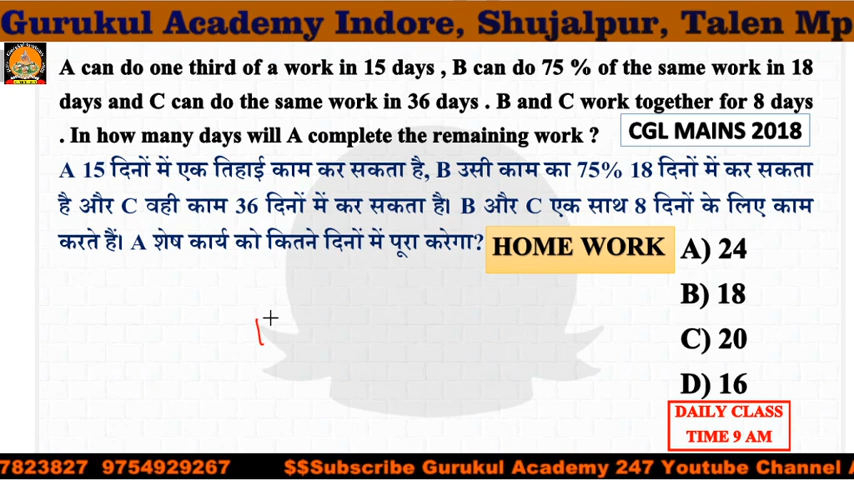 Gurukul Academy Indore, Shujalpur, Talen Mp
A can do one third of a work in 15 days , B can do 75 % of the same work in 18
days and C can do the same work in 36 days . B and C work together for 8 days
. In how many days will A complete the remaining work ?
CGL MAINS 2018
A 15 दिनों में एक तिहाई काम कर सकता है, B उसी काम का 75% 18 दिनों में कर सकता
है और C वही काम 36 दिनों में कर सकता है। B और C एक साथ 8 दिनों के लिए काम
करते हैं। A शेष कार्य को कितने दिनों में पूरा करेगा?
HOME WORK
A) 24
B) 18
C) 20
D) 16
DAILY CLASS
TIME 9 AM
7823827 9754929267 $$Subscribe Gurukul Academy 247 Youtube Channel A